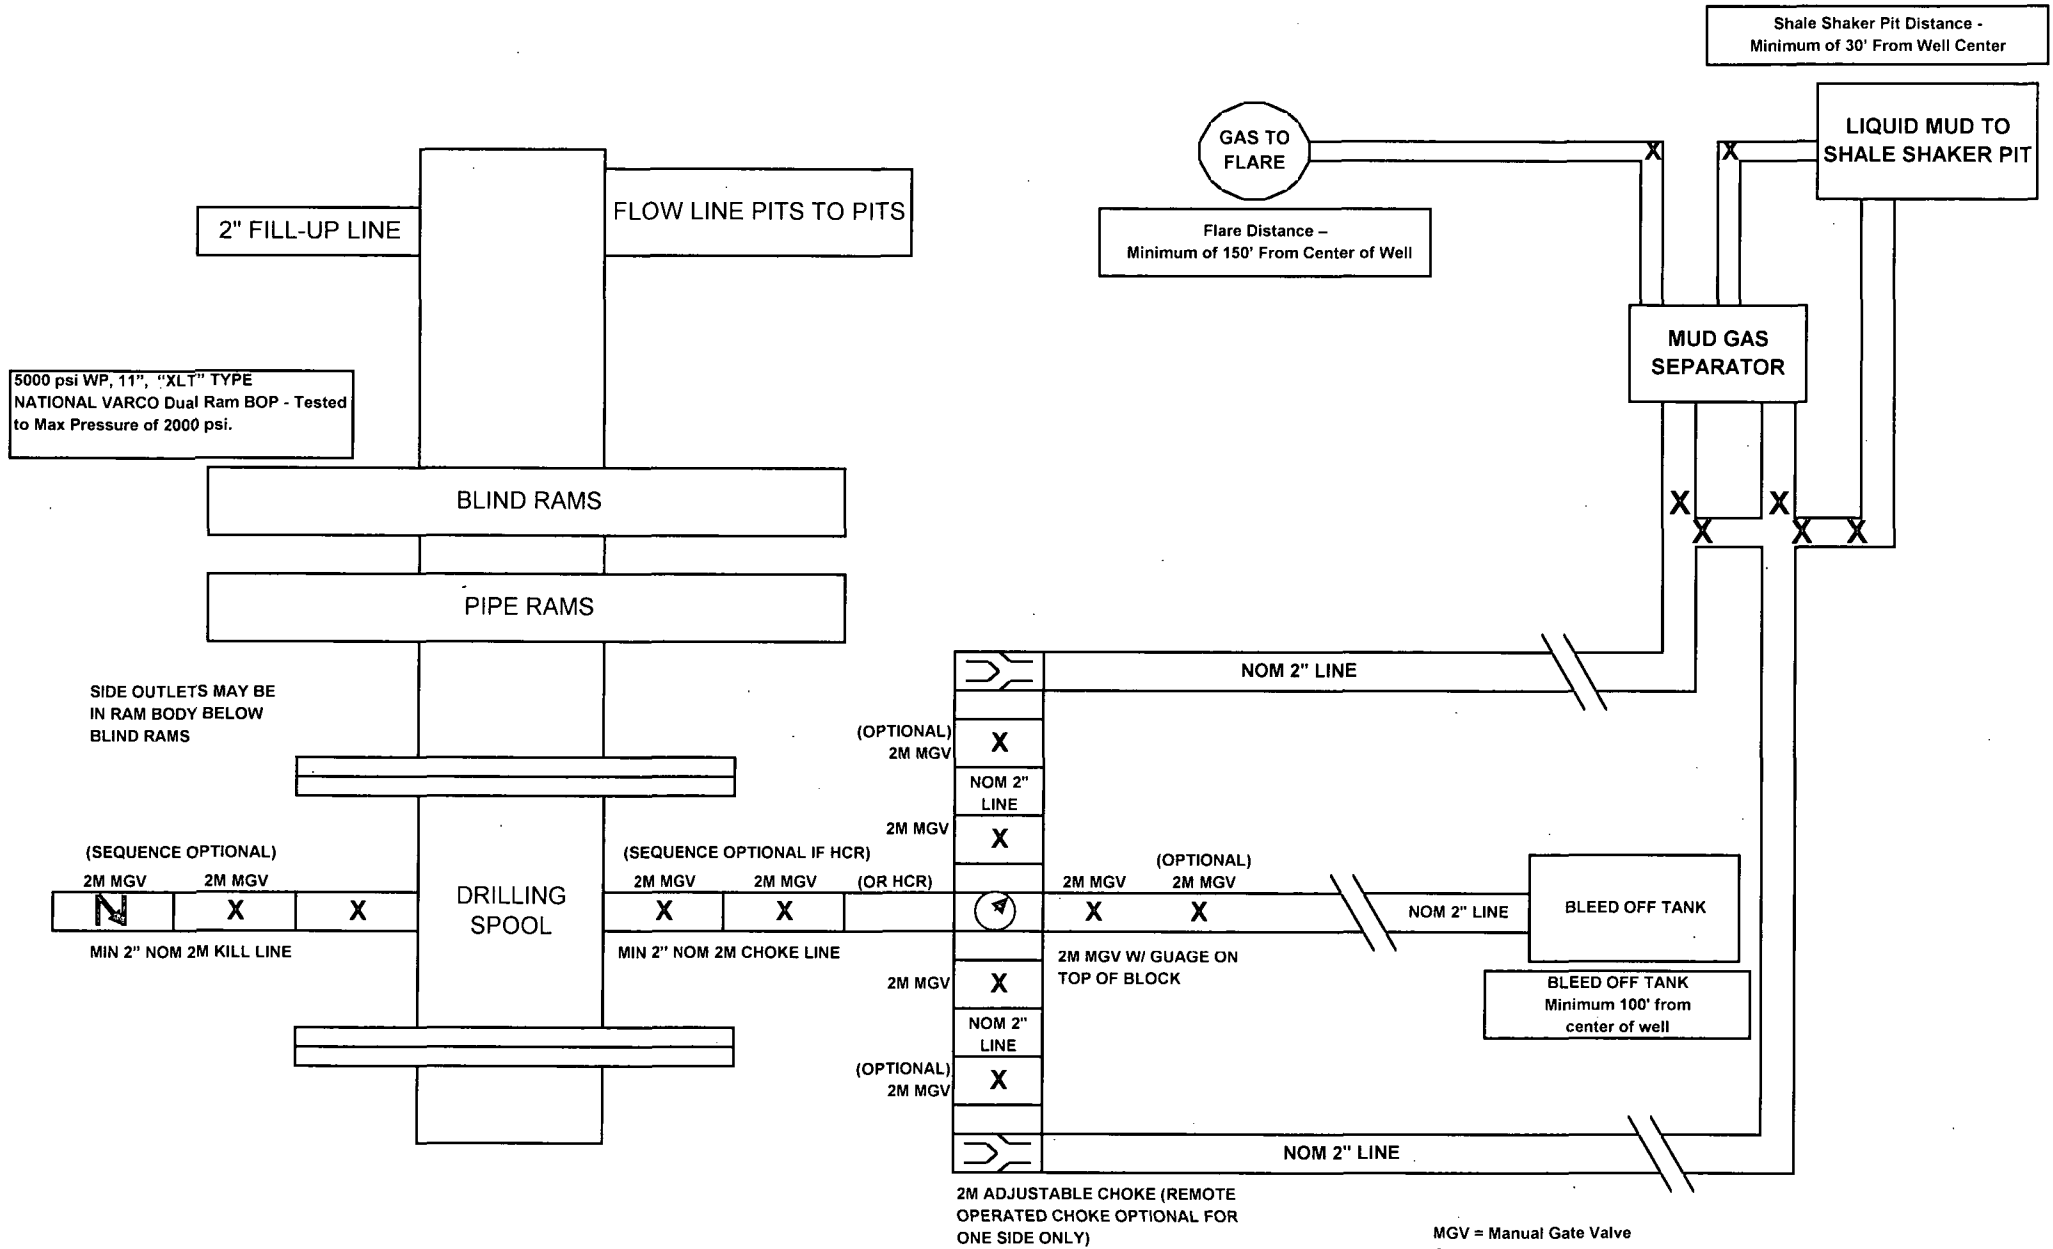 Shale Shaker Pit Distance -
Minimum of 30' From Well Center
GAS TO
FLARE
X
X
LIQUID MUD TO
SHALE SHAKER PIT
2" FILL-UP LINE
FLOW LINE PITS TO PITS
Flare Distance –
Minimum of 150' From Center of Well
MUD GAS
SEPARATOR
5000 psi WP, 11", "XLT" TYPE
NATIONAL VARCO Dual Ram BOP - Tested
to Max Pressure of 2000 psi.
BLIND RAMS
X
X
X
X
X
PIPE RAMS
NOM 2" LINE
SIDE OUTLETS MAY BE
IN RAM BODY BELOW
BLIND RAMS
(OPTIONAL)
2M MGV
X
NOM 2"
LINE
2M MGV
X
(SEQUENCE OPTIONAL)
2M MGV
2M MGV
X
X
MIN 2" NOM 2M KILL LINE
DRILLING
SPOOL
(SEQUENCE OPTIONAL IF HCR)
2M MGV
2M MGV
(OR HCR)
X
X
MIN 2" NOM 2M CHOKE LINE
2M MGV
(OPTIONAL)
2M MGV
X
X
NOM 2" LINE
BLEED OFF TANK
2M MGV W/ GUAGE ON
TOP OF BLOCK
BLEED OFF TANK
Minimum 100' from
center of well
2M MGV
X
NOM 2"
LINE
(OPTIONAL)
2M MGV
X
NOM 2" LINE
2M ADJUSTABLE CHOKE (REMOTE
OPERATED CHOKE OPTIONAL FOR
ONE SIDE ONLY)
MGV = Manual Gate Valve